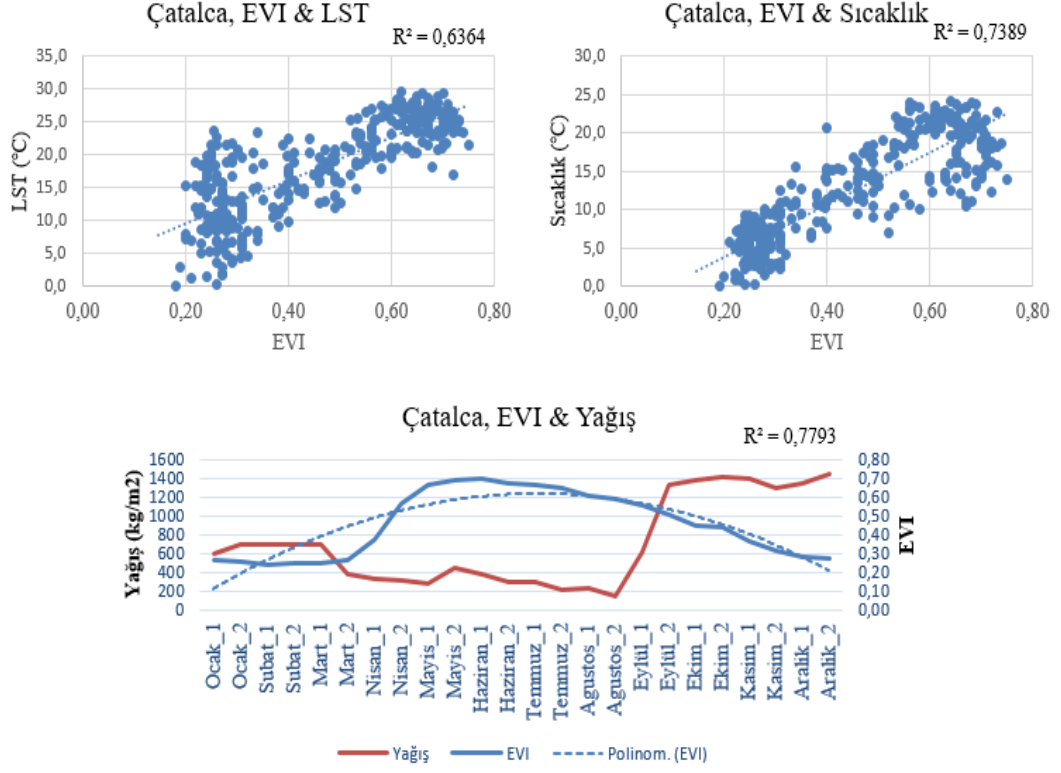 Çatalca, EVI & LST
R² = 0,6364
35,0
30,0
25,0
20,0
15,0
10,0
5,0
0,0
LST (°C)
0,00 0,20 0,40 0,60 0,80
EVI
Çatalca, EVI & Sıcaklık
R² = 0,7389
30,0
25,0
20,0
15,0
10,0
5,0
0,0
Sıcaklık (°C)
0,00 0,20 0,40 0,60 0,80
EVI
Çatalca, EVI & Yağış
R² = 0,7793
1600
1400
1200
1000
800
600
400
200
0
Yağış (kg/m2)
0,80
0,70
0,60
0,50
0,40
0,30
0,20
0,10
0,00
EVI
Ocak_1
Ocak_2
Subat_1
Subat_2
Mart_1
Mart_2
Nisan_1
Nisan_2
Mayis_1
Mayis_2
Haziran_1
Haziran_2
Temmuz_1
Temmuz_2
Agustos_1
Agustos_2
Eylül_1
Eylül_2
Ekim_1
Ekim_2
Kasim_1
Kasim_2
Aralik_1
Aralik_2
Yağış EVI Polinom. (EVI)